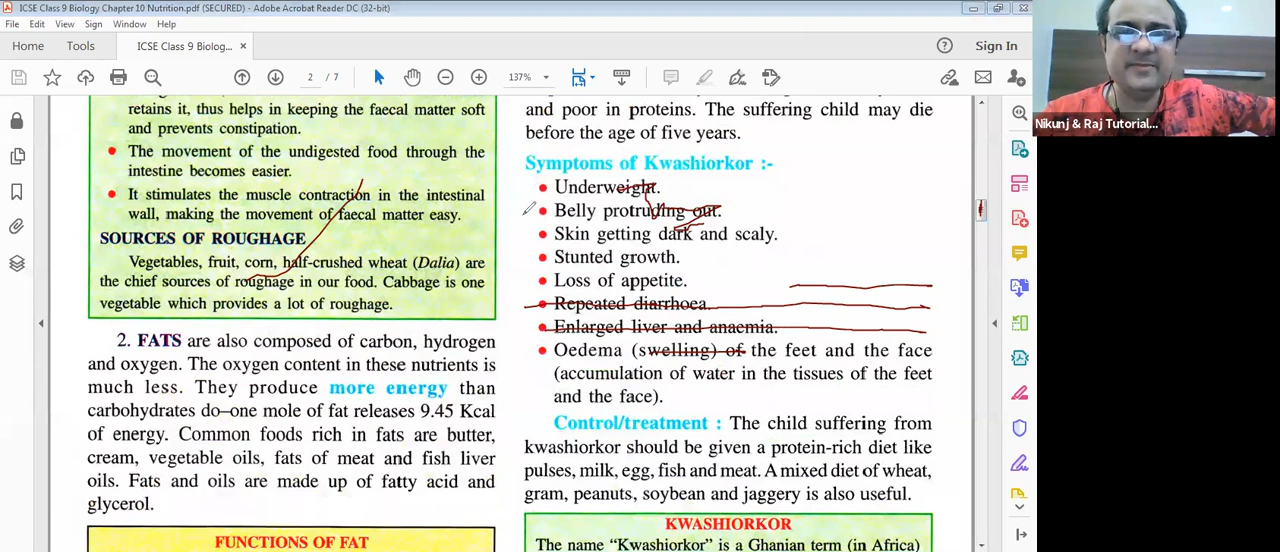 ICSE Class 9 Biology Chapter 10 Nutrition.pdf (SECURED) - Adobe Acrobat Reader DC (32-bit)
File Edit View Sign Window Help
Home Tools ICSE Class 9 Biolog... × Sign In
2 / 7 137%
retains it, thus helps in keeping the faecal matter soft
and prevents constipation.
• The movement of the undigested food through the
intestine becomes easier.
• It stimulates the muscle contraction in the intestinal
wall, making the movement of faecal matter easy.
SOURCES OF ROUGHAGE
Vegetables, fruit, corn, half-crushed wheat (Dalia) are
the chief sources of roughage in our food. Cabbage is one
vegetable which provides a lot of roughage.
2. FATS are also composed of carbon, hydrogen
and oxygen. The oxygen content in these nutrients is
much less. They produce more energy than
carbohydrates do–one mole of fat releases 9.45 Kcal
of energy. Common foods rich in fats are butter,
cream, vegetable oils, fats of meat and fish liver
oils. Fats and oils are made up of fatty acid and
glycerol.
FUNCTIONS OF FAT
and poor in proteins. The suffering child may die
before the age of five years.
Symptoms of Kwashiorkor :-
• Underweight.
• Belly protruding out.
• Skin getting dark and scaly.
• Stunted growth.
• Loss of appetite.
• Repeated diarrhoea.
• Enlarged liver and anaemia.
• Oedema (swelling) of the feet and the face
(accumulation of water in the tissues of the feet
and the face).
Control/treatment : The child suffering from
kwashiorkor should be given a protein-rich diet like
pulses, milk, egg, fish and meat. A mixed diet of wheat,
gram, peanuts, soybean and jaggery is also useful.
KWASHIORKOR
The name “Kwashiorkor” is a Ghanian term (in Africa)
Nikunj & Raj Tutorial...